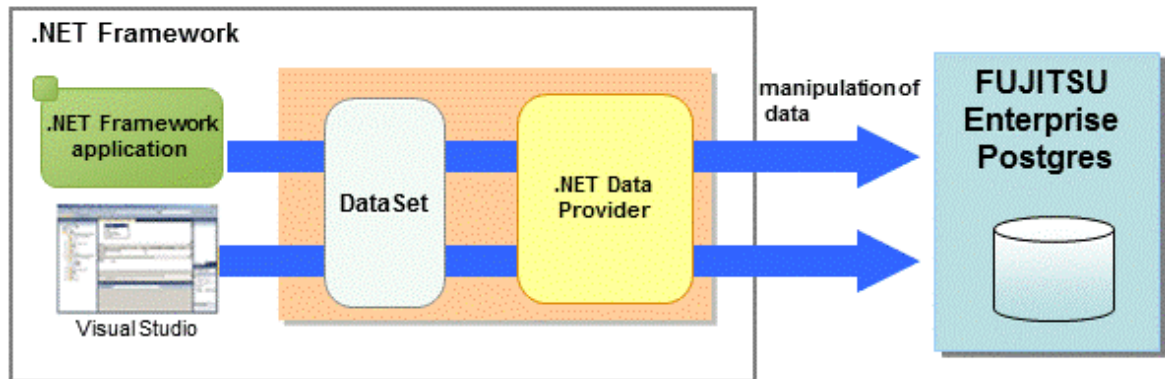 .NET Framework
.NET Framework
application
Visual Studio
DataSet
.NET Data
Provider
manipulation of
data
FUJITSU
Enterprise
Postgres